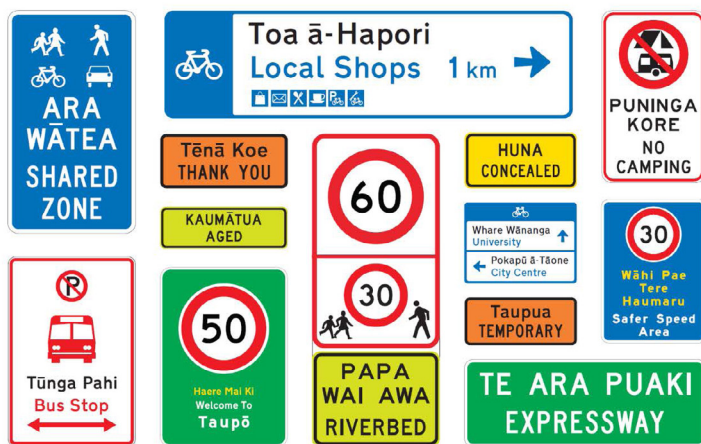 ARA
WĀTEA
SHARED
ZONE
Toa ā-Hapori
Local Shops 1 km
P
PUNINGA
KORE
NO
CAMPING
Tēnā Koe
THANK YOU
KAUMĀTUA
AGED
60
30
HUNA
CONCEALED
Whare Wānanga
University
Pokapū ā-Tāone
City Centre
30
Wāhi Pae
Tere
Haumaru
Safer Speed
Area
P
Tūnga Pahi
Bus Stop
50
Haere Mai Ki
Welcome To
Taupō
PAPA
WAI AWA
RIVERBED
Taupua
TEMPORARY
TE ARA PUAKI
EXPRESSWAY